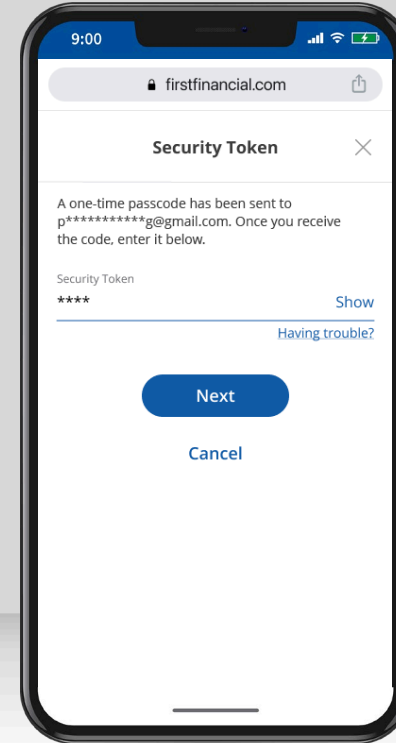 9:00
firstfinancial.com
Security Token
A one-time passcode has been sent to
p***********g@gmail.com. Once you receive
the code, enter it below.
Security Token
****
Show
Having trouble?
Next
Cancel